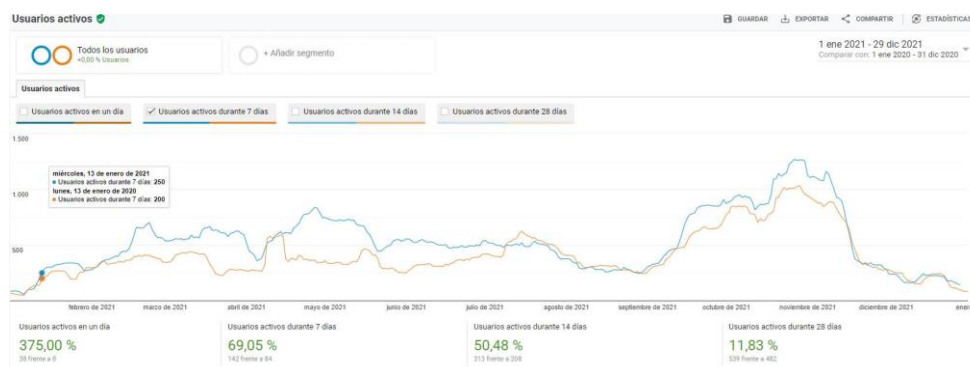 Usuarios activos
GUARDAR EXPORTAR COMPARTIR ESTADÍSTICAS
Todos los usuarios
+0,00 % Usuarios
+ Añadir segmento
1 ene 2021 - 29 dic 2021
Comparar con: 1 ene 2020 - 31 dic 2020
Usuarios activos
Usuarios activos en un día Usuarios activos durante 7 días Usuarios activos durante 14 días Usuarios activos durante 28 días
1.500
miércoles, 13 de enero de 2021
Usuarios activos durante 7 días: 250
lunes, 13 de enero de 2020
Usuarios activos durante 7 días: 200
1.000
500
febrero de 2021 marzo de 2021 abril de 2021 mayo de 2021 junio de 2021 julio de 2021 agosto de 2021 septiembre de 2021 octubre de 2021 noviembre de 2021 diciembre de 2021 ener
Usuarios activos en un día Usuarios activos durante 7 días Usuarios activos durante 14 días Usuarios activos durante 28 días
375,00 % 69,05 % 50,48 % 11,83 %
38 frente a 8 142 frente a 84 313 frente a 208 539 frente a 482